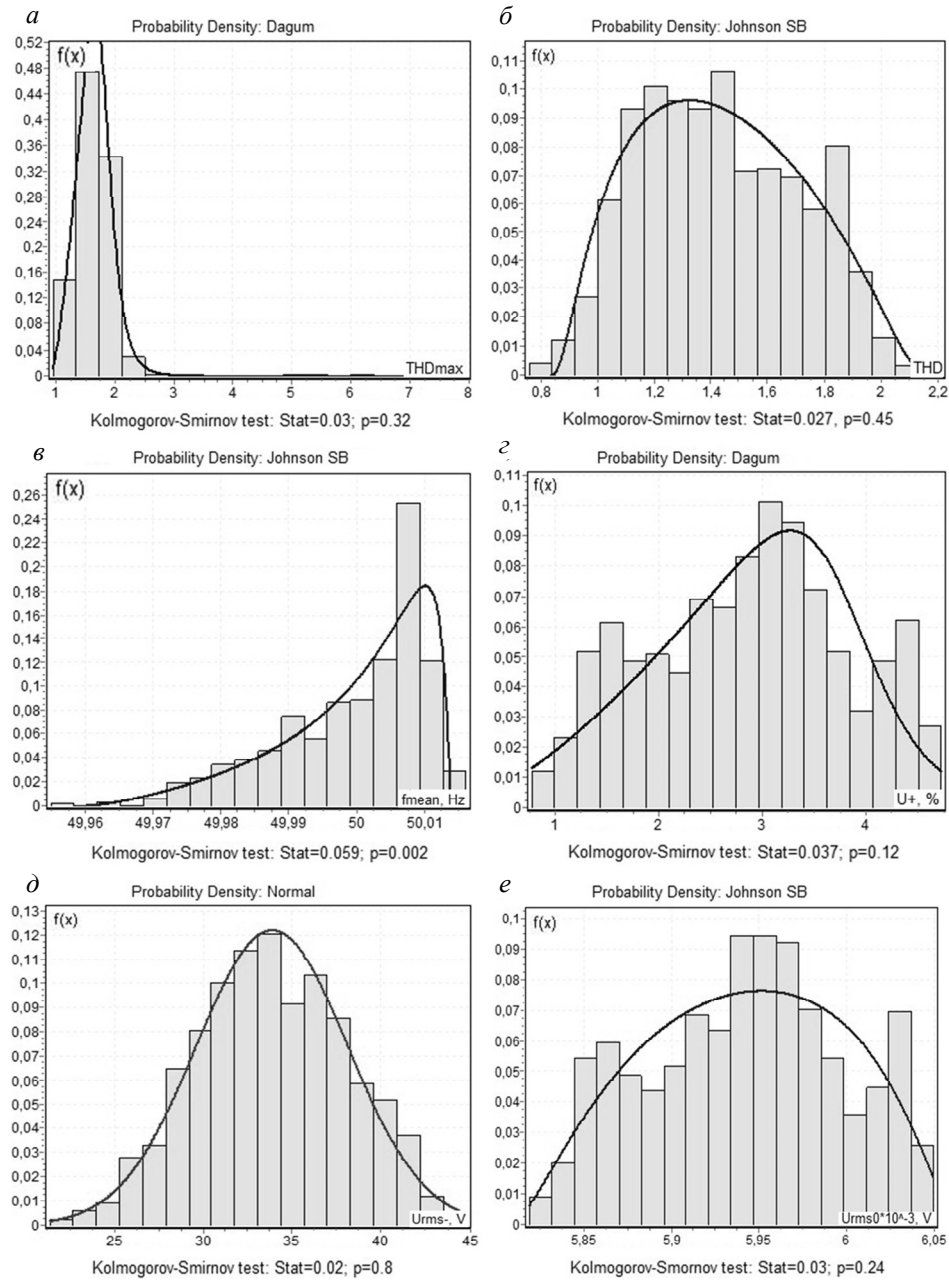 а
Probability Density: Dagum
0,52
0,48
0,44
0,4
0,36
0,32
0,28
0,24
0,2
0,16
0,12
0,08
0,04
0
f(x)
THDmax
1 2 3 4 5 6 7 8
Kolmogorov-Smirnov test: Stat=0.03; p=0.32
б
Probability Density: Johnson SB
0,11
0,1
0,09
0,08
0,07
0,06
0,05
0,04
0,03
0,02
0,01
0
f(x)
THD
0,8 1 1,2 1,4 1,6 1,8 2 2,2
Kolmogorov-Smirnov test: Stat=0.027, p=0.45
в
Probability Density: Johnson SB
0,26
0,24
0,22
0,2
0,18
0,16
0,14
0,12
0,1
0,08
0,06
0,04
0,02
0
f(x)
fmean, Hz
49,96 49,97 49,98 49,99 50 50,01
Kolmogorov-Smirnov test: Stat=0.059; p=0.002
г
Probability Density: Dagum
0,11
0,1
0,09
0,08
0,07
0,06
0,05
0,04
0,03
0,02
0,01
0
f(x)
U+, %
1 2 3 4
Kolmogorov-Smirnov test: Stat=0.037; p=0.12
д
Probability Density: Normal
0,13
0,12
0,11
0,1
0,09
0,08
0,07
0,06
0,05
0,04
0,03
0,02
0,01
0
f(x)
Urms-, V
25 30 35 40 45
Kolmogorov-Smirnov test: Stat=0.02; p=0.8
е
Probability Density: Johnson SB
0,1
0,09
0,08
0,07
0,06
0,05
0,04
0,03
0,02
0,01
0
f(x)
Urms0*10^-3, V
5,85 5,9 5,95 6 6,05
Kolmogorov-Smornov test: Stat=0.03; p=0.24